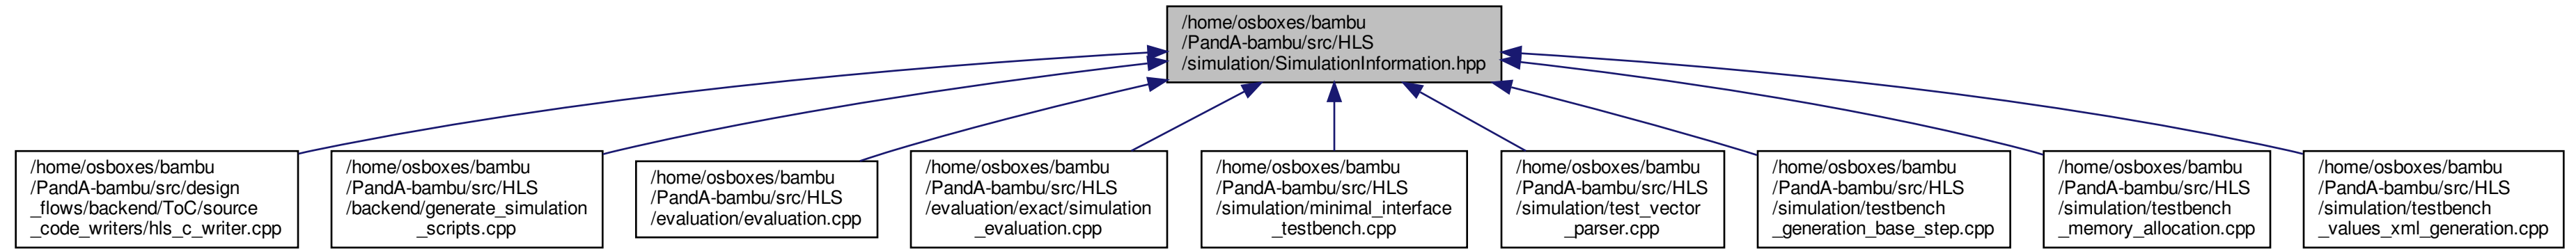 /home/osboxes/bambu
/PandA-bambu/src/HLS
/simulation/SimulationInformation.hpp
/home/osboxes/bambu
/PandA-bambu/src/design
_flows/backend/ToC/source
_code_writers/hls_c_writer.cpp
/home/osboxes/bambu
/PandA-bambu/src/HLS
/backend/generate_simulation
_scripts.cpp
/home/osboxes/bambu
/PandA-bambu/src/HLS
/evaluation/evaluation.cpp
/home/osboxes/bambu
/PandA-bambu/src/HLS
/evaluation/exact/simulation
_evaluation.cpp
/home/osboxes/bambu
/PandA-bambu/src/HLS
/simulation/minimal_interface
_testbench.cpp
/home/osboxes/bambu
/PandA-bambu/src/HLS
/simulation/test_vector
_parser.cpp
/home/osboxes/bambu
/PandA-bambu/src/HLS
/simulation/testbench
_generation_base_step.cpp
/home/osboxes/bambu
/PandA-bambu/src/HLS
/simulation/testbench
_memory_allocation.cpp
/home/osboxes/bambu
/PandA-bambu/src/HLS
/simulation/testbench
_values_xml_generation.cpp